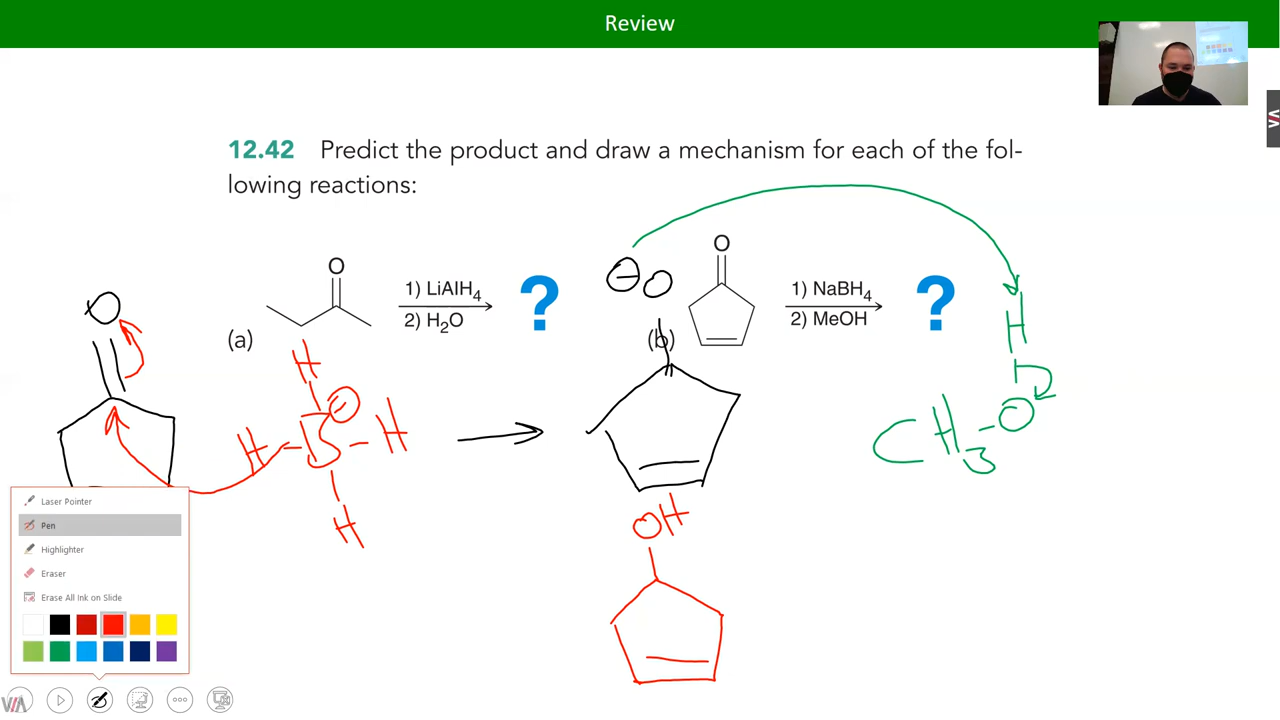 Review
12.42 Predict the product and draw a mechanism for each of the fol-
lowing reactions:
(a)
O
1) LiAlH4
2) H2O
?
(b)
O
1) NaBH4
2) MeOH
?
O
H
H-B-H
H
⊖O
H
CH3-O
OH
Laser Pointer
Pen
Highlighter
Eraser
Erase All Ink on Slide
VIA